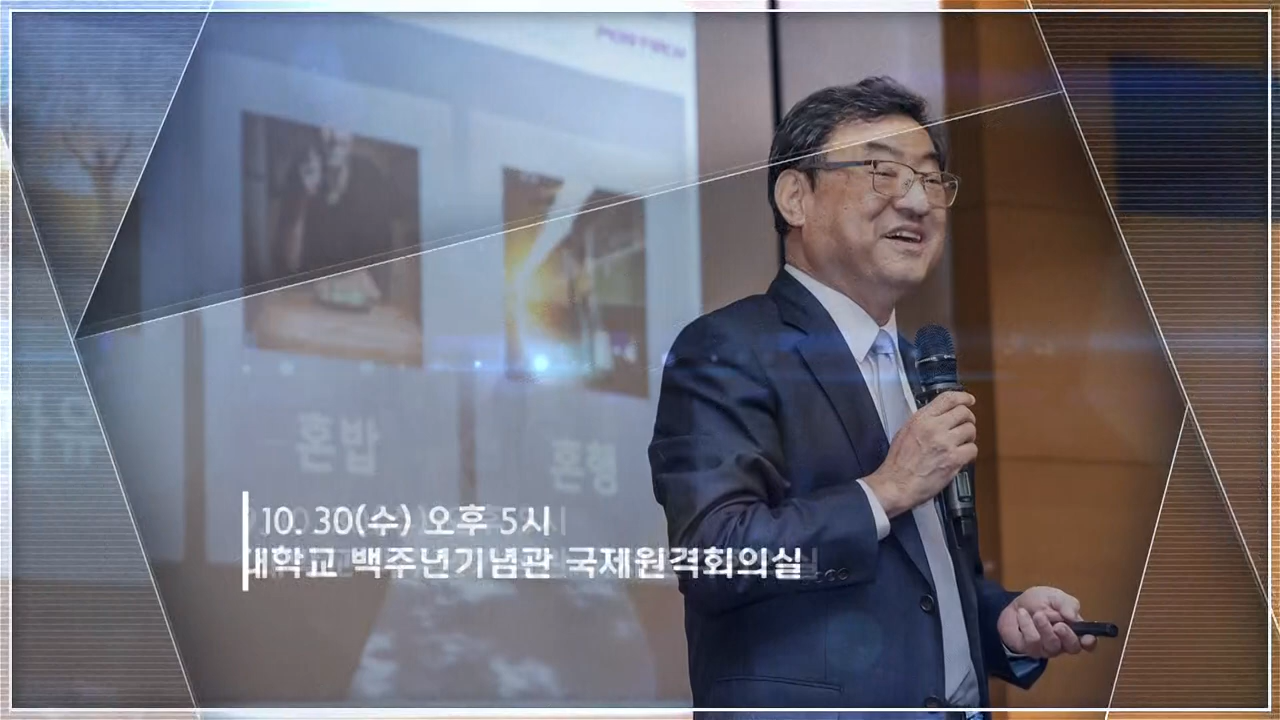 혼밥
혼행
10. 30(수) 오후 5시
대학교 백주년기념관 국제원격회의실